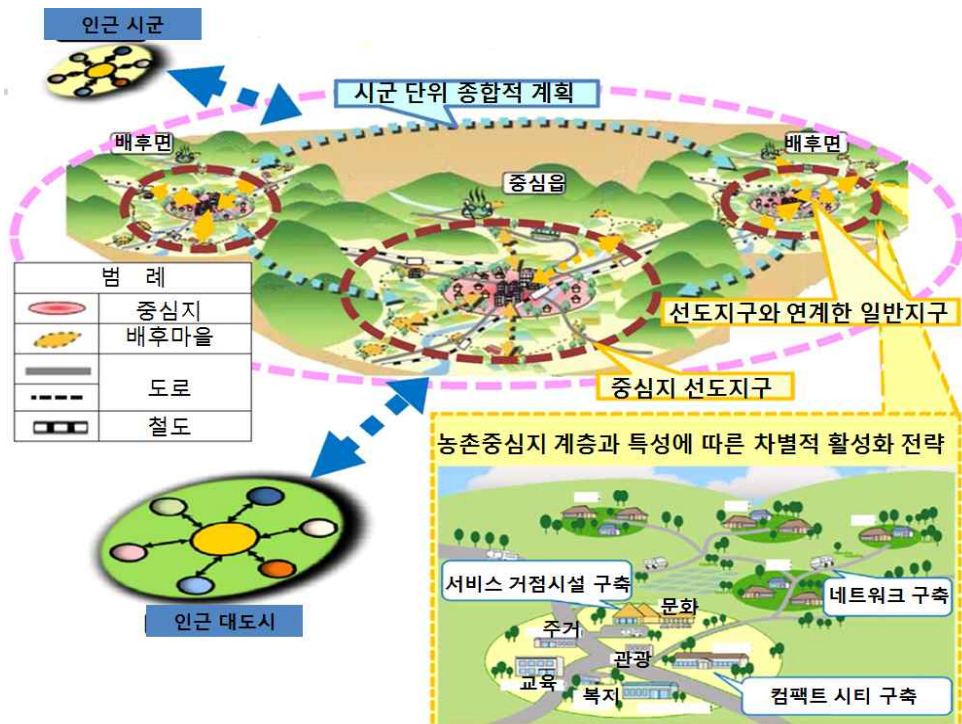 인근 시군
시군 단위 종합적 계획
배후면
중심읍
배후면
범 례
중심지
배후마을
도로
철도
선도지구와 연계한 일반지구
중심지 선도지구
농촌중심지 계층과 특성에 따른 차별적 활성화 전략
서비스 거점시설 구축
네트워크 구축
문화
주거
관광
교육
복지
컴팩트 시티 구축
인근 대도시